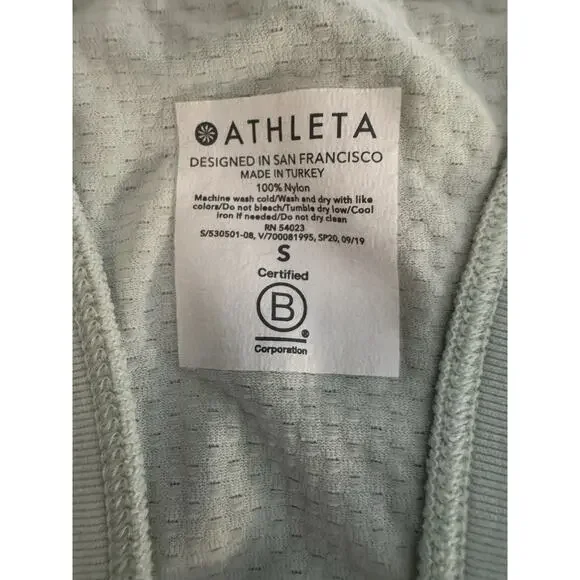 ATHLETA
DESIGNED IN SAN FRANCISCO
MADE IN TURKEY
100% Nylon
Machine wash cold/Wash and dry with like
colors/Do not bleach/Tumble dry low/Cool
iron if needed/Do not dry clean
RN 54023
S/530501-08, V/700081995, SP20, 09/19
S
Certified
B
Corporation